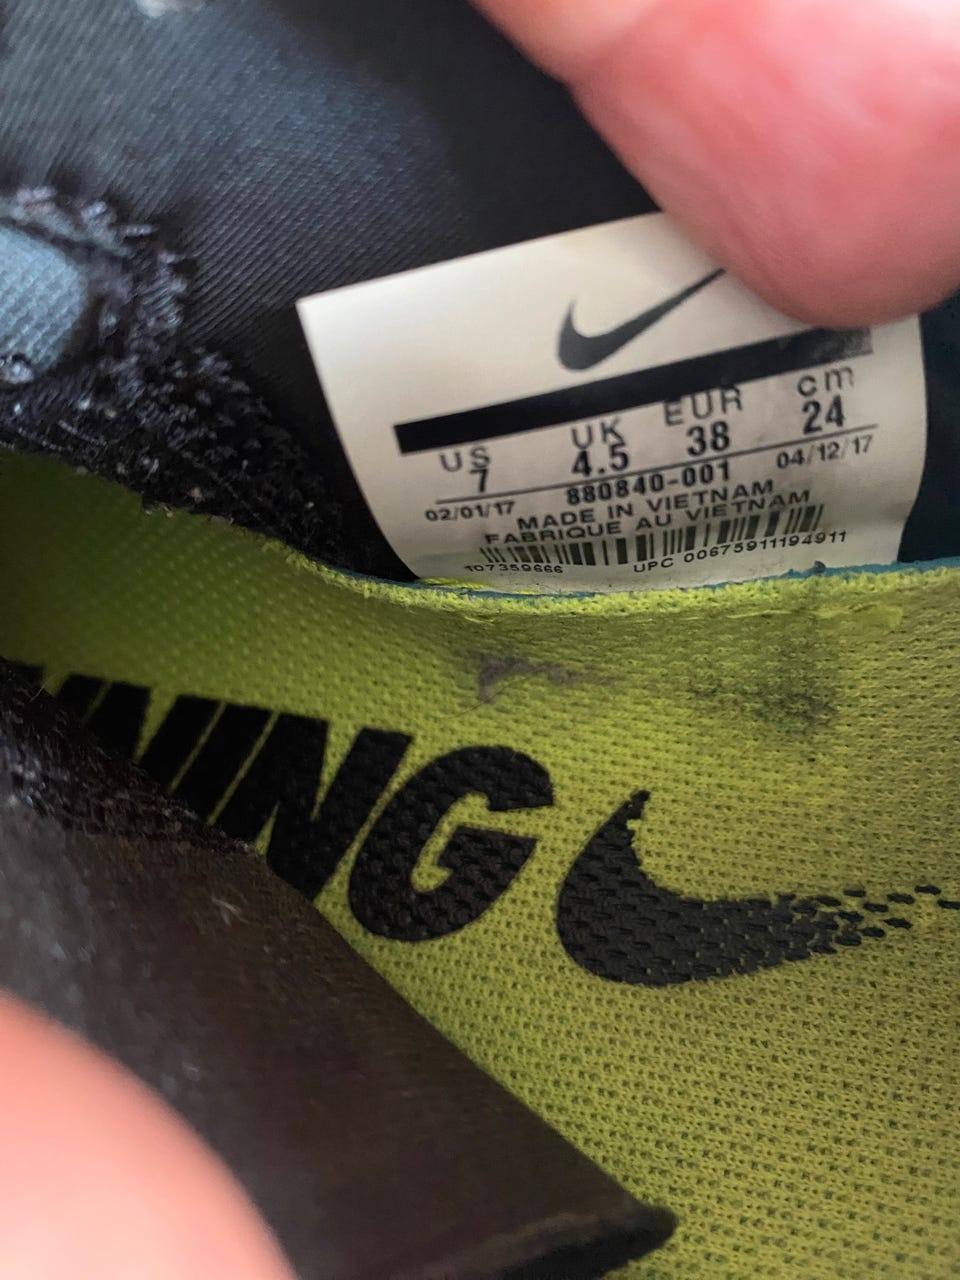 US UK EUR cm
7 4.5 38 24
02/01/17 880840-001 04/12/17
MADE IN VIETNAM
FABRIQUE AU VIETNAM
107359666 UPC 00675911194911
NING